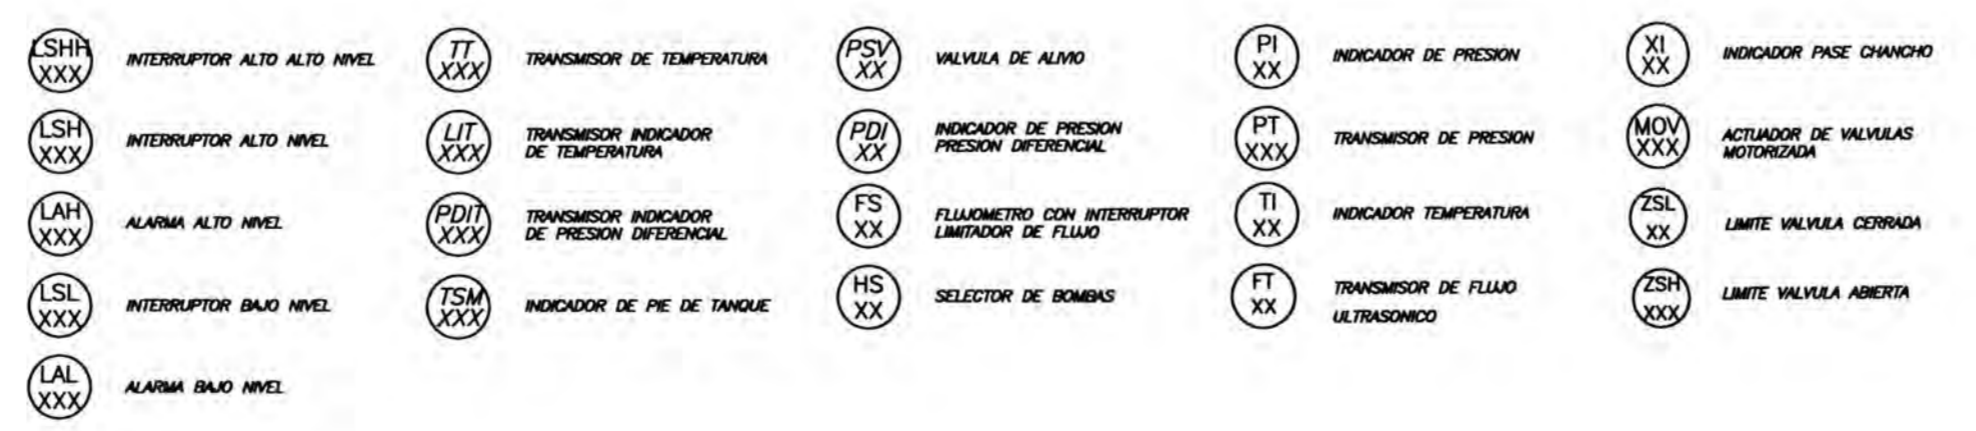 LSHH
XXX
INTERRUPTOR ALTO ALTO NIVEL
LSH
XXX
INTERRUPTOR ALTO NIVEL
LAH
XXX
ALARMA ALTO NIVEL
LSL
XXX
INTERRUPTOR BAJO NIVEL
LAL
XXX
ALARMA BAJO NIVEL
TT
XXX
TRANSMISOR DE TEMPERATURA
LIT
XXX
TRANSMISOR INDICADOR
DE TEMPERATURA
PDIT
XXX
TRANSMISOR INDICADOR
DE PRESION DIFERENCIAL
TSM
XXX
INDICADOR DE PIE DE TANQUE
PSV
XX
VALVULA DE ALIVIO
PDI
XX
INDICADOR DE PRESION
PRESION DIFERENCIAL
FS
XX
FLUJOMETRO CON INTERRUPTOR
LIMITADOR DE FLUJO
HS
XX
SELECTOR DE BOMBAS
PI
XX
INDICADOR DE PRESION
PT
XXX
TRANSMISOR DE PRESION
TI
XX
INDICADOR TEMPERATURA
FT
XX
TRANSMISOR DE FLUJO
ULTRASONICO
XI
XX
INDICADOR PASE CHANCHO
MOV
XXX
ACTUADOR DE VALVULAS
MOTORIZADA
ZSL
XX
LIMITE VALVULA CERRADA
ZSH
XXX
LIMITE VALVULA ABIERTA